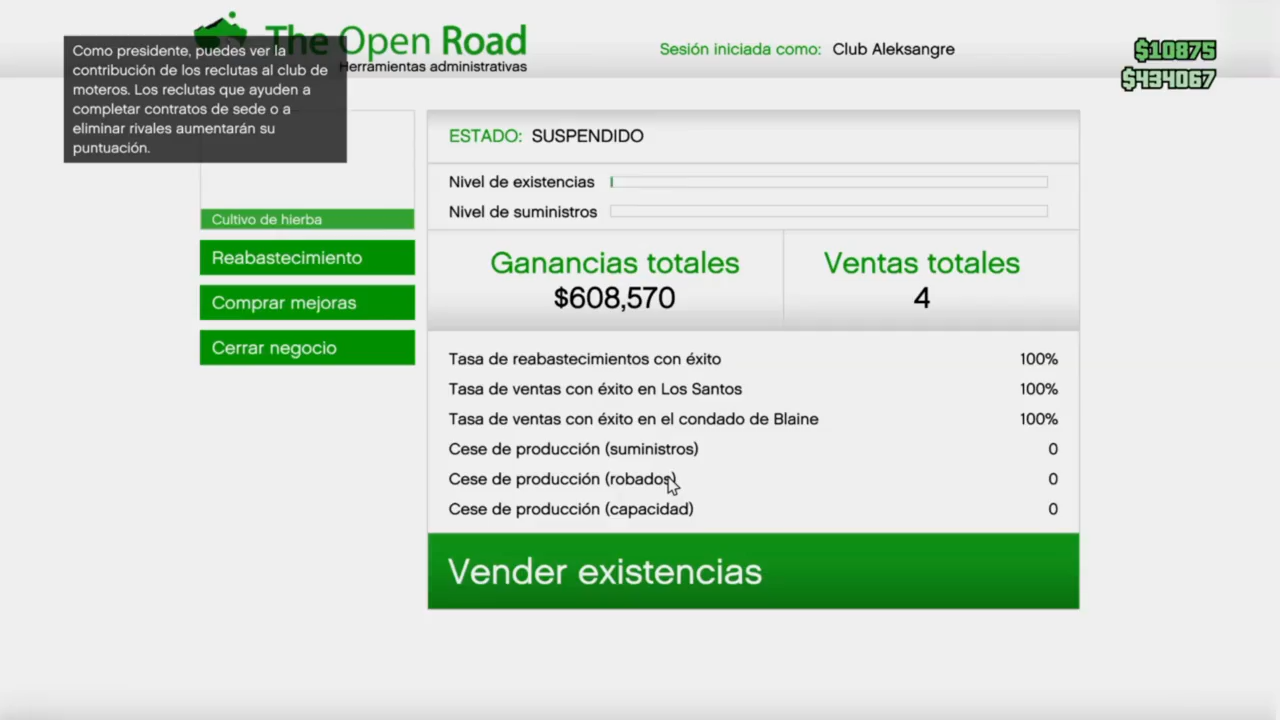 The Open Road
Herramientas administrativas
Sesión iniciada como: Club Aleksangre
$10875
$434067
Como presidente, puedes ver la
contribución de los reclutas al club de
moteros. Los reclutas que ayuden a
completar contratos de sede o a
eliminar rivales aumentarán su
puntuación.
Cultivo de hierba
Reabastecimiento
Comprar mejoras
Cerrar negocio
ESTADO: SUSPENDIDO
Nivel de existencias
Nivel de suministros
Ganancias totales
$608,570
Ventas totales
4
Tasa de reabastecimientos con éxito 100%
Tasa de ventas con éxito en Los Santos 100%
Tasa de ventas con éxito en el condado de Blaine 100%
Cese de producción (suministros) 0
Cese de producción (robados) 0
Cese de producción (capacidad) 0
Vender existencias